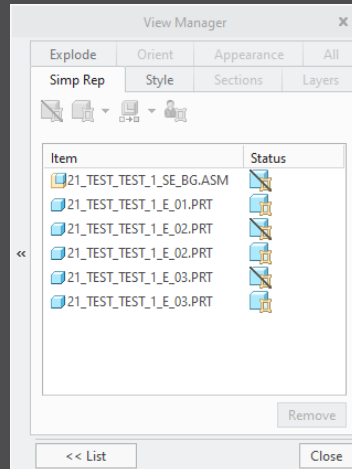 View Manager
Explode Orient Appearance All
Simp Rep Style Sections Layers
Item Status
21_TEST_TEST_1_SE_BG.ASM
21_TEST_TEST_1_E_01.PRT
21_TEST_TEST_1_E_02.PRT
21_TEST_TEST_1_E_02.PRT
21_TEST_TEST_1_E_03.PRT
21_TEST_TEST_1_E_03.PRT
Remove
<< List Close